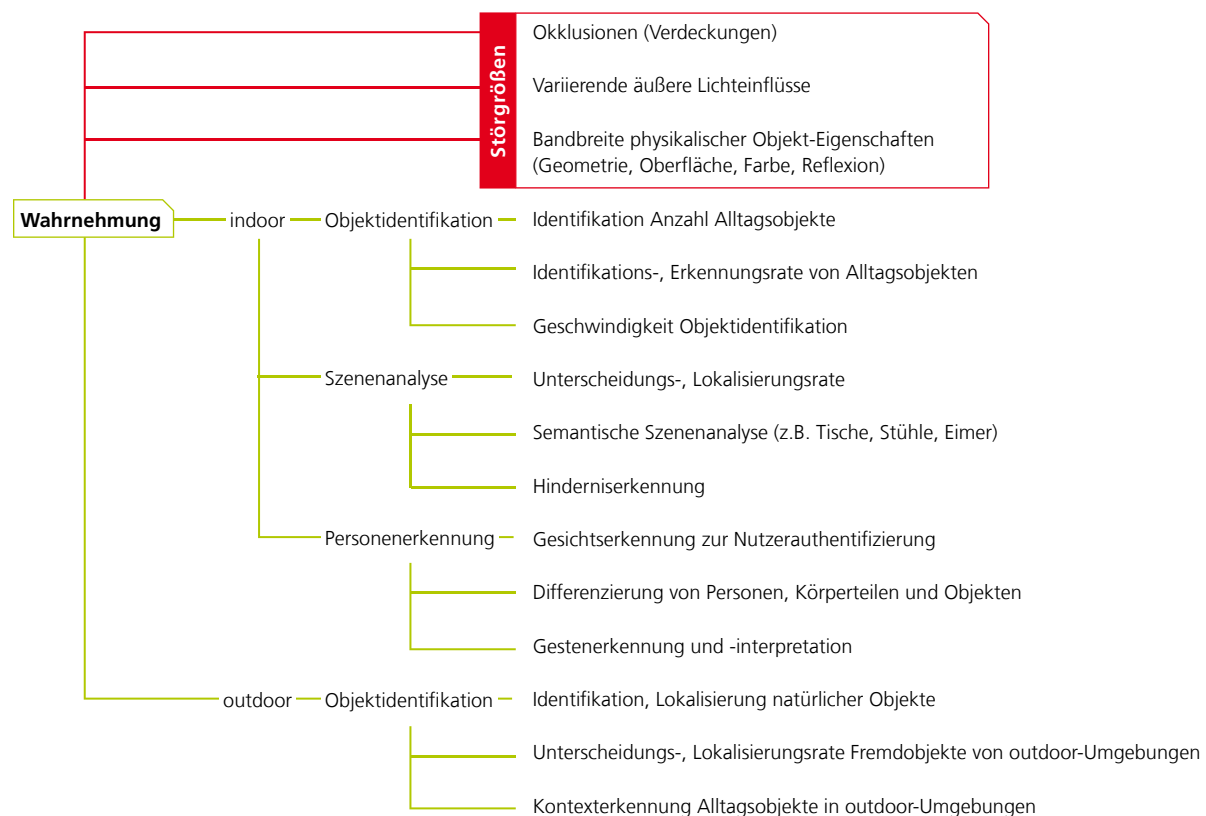 Störgrößen
Okklusionen (Verdeckungen)
Variierende äußere Lichteinflüsse
Bandbreite physikalischer Objekt-Eigenschaften
(Geometrie, Oberfläche, Farbe, Reflexion)
Wahrnehmung
indoor
Objektidentifikation
Identifikation Anzahl Alltagsobjekte
Identifikations-, Erkennungsrate von Alltagsobjekten
Geschwindigkeit Objektidentifikation
Szenenanalyse
Unterscheidungs-, Lokalisierungsrate
Semantische Szenenanalyse (z.B. Tische, Stühle, Eimer)
Hinderniserkennung
Personenerkennung
Gesichtserkennung zur Nutzerauthentifizierung
Differenzierung von Personen, Körperteilen und Objekten
Gestenerkennung und -interpretation
outdoor
Objektidentifikation
Identifikation, Lokalisierung natürlicher Objekte
Unterscheidungs-, Lokalisierungsrate Fremdobjekte von outdoor-Umgebungen
Kontexterkennung Alltagsobjekte in outdoor-Umgebungen